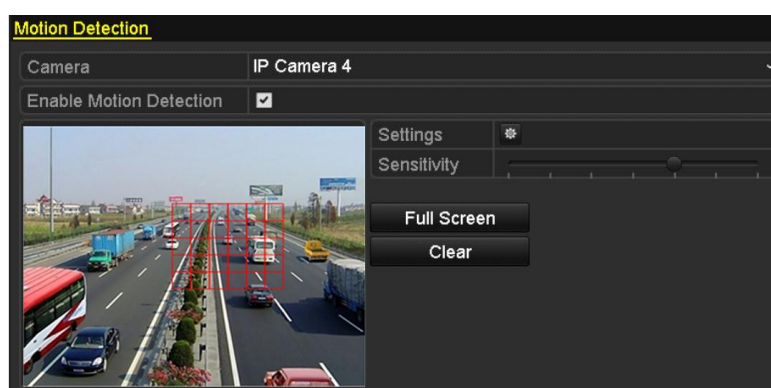 Motion Detection
Camera IP Camera 4
Enable Motion Detection
Settings
Sensitivity
Full Screen
Clear